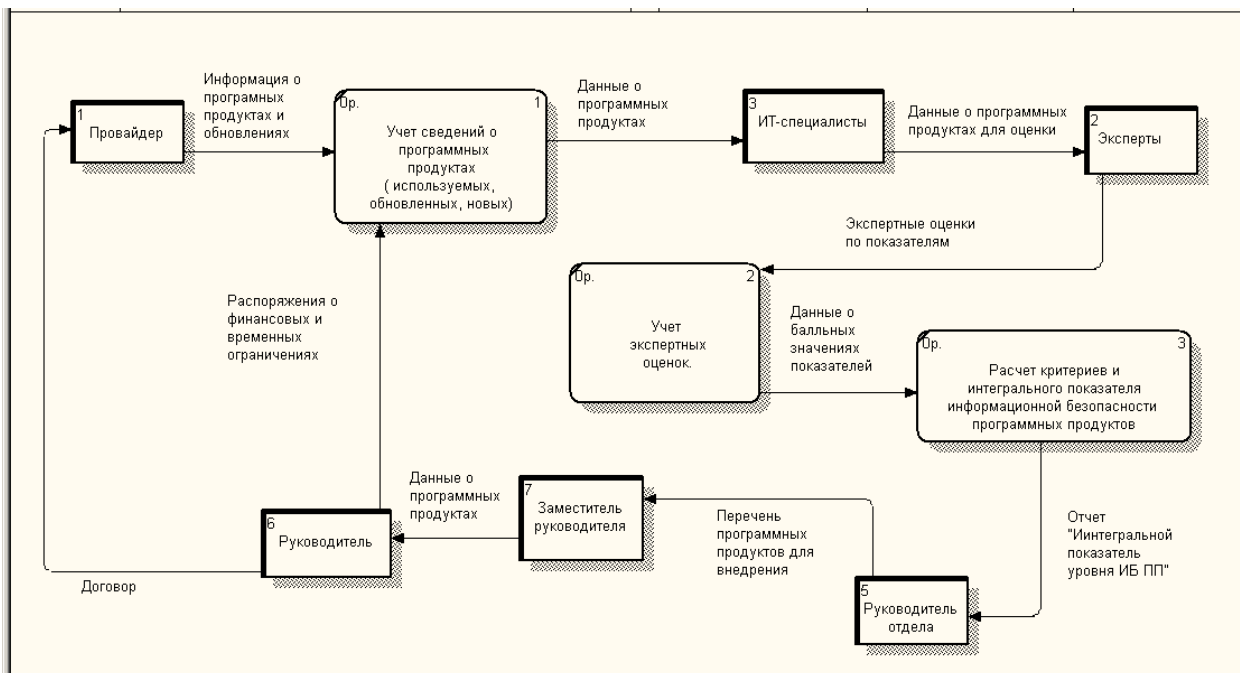 1
Провайдер
Информация о
програмных
продуктах и
обновлениях
0р.
1
Учет сведений о
программных
продуктах
( используемых,
обновленных, новых)
Данные о
программных
продуктах
3
ИТ-специалисты
Данные о программных
продуктах для оценки
2
Эксперты
Экспертные оценки
по показателям
0р.
2
Учет
экспертных
оценок.
Данные о
балльных
значениях
показателей
0р.
3
Расчет критериев и
интегрального показателя
информационной безопасности
программных продуктов
Распоряжения о
финансовых и
временных
ограничениях
Отчет
"Иинтегральной
показатель
уровня ИБ ПП"
5
Руководитель
отдела
Перечень
программных
продуктов для
внедрения
7
Заместитель
руководителя
Данные о
программных
продуктах
6
Руководитель
Договор